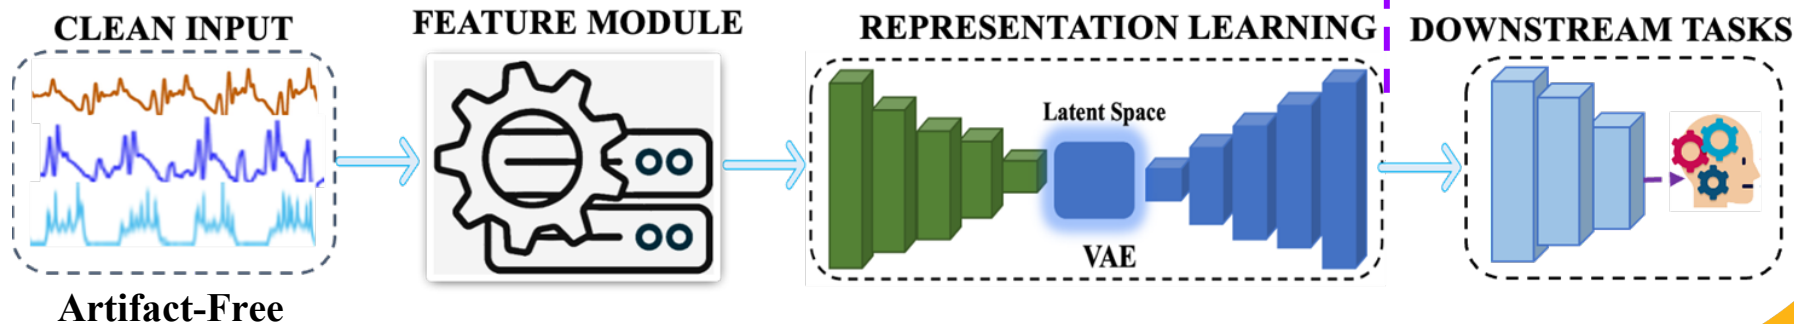 CLEAN INPUT
FEATURE MODULE
REPRESENTATION LEARNING
DOWNSTREAM TASKS
Latent Space
VAE
Artifact-Free